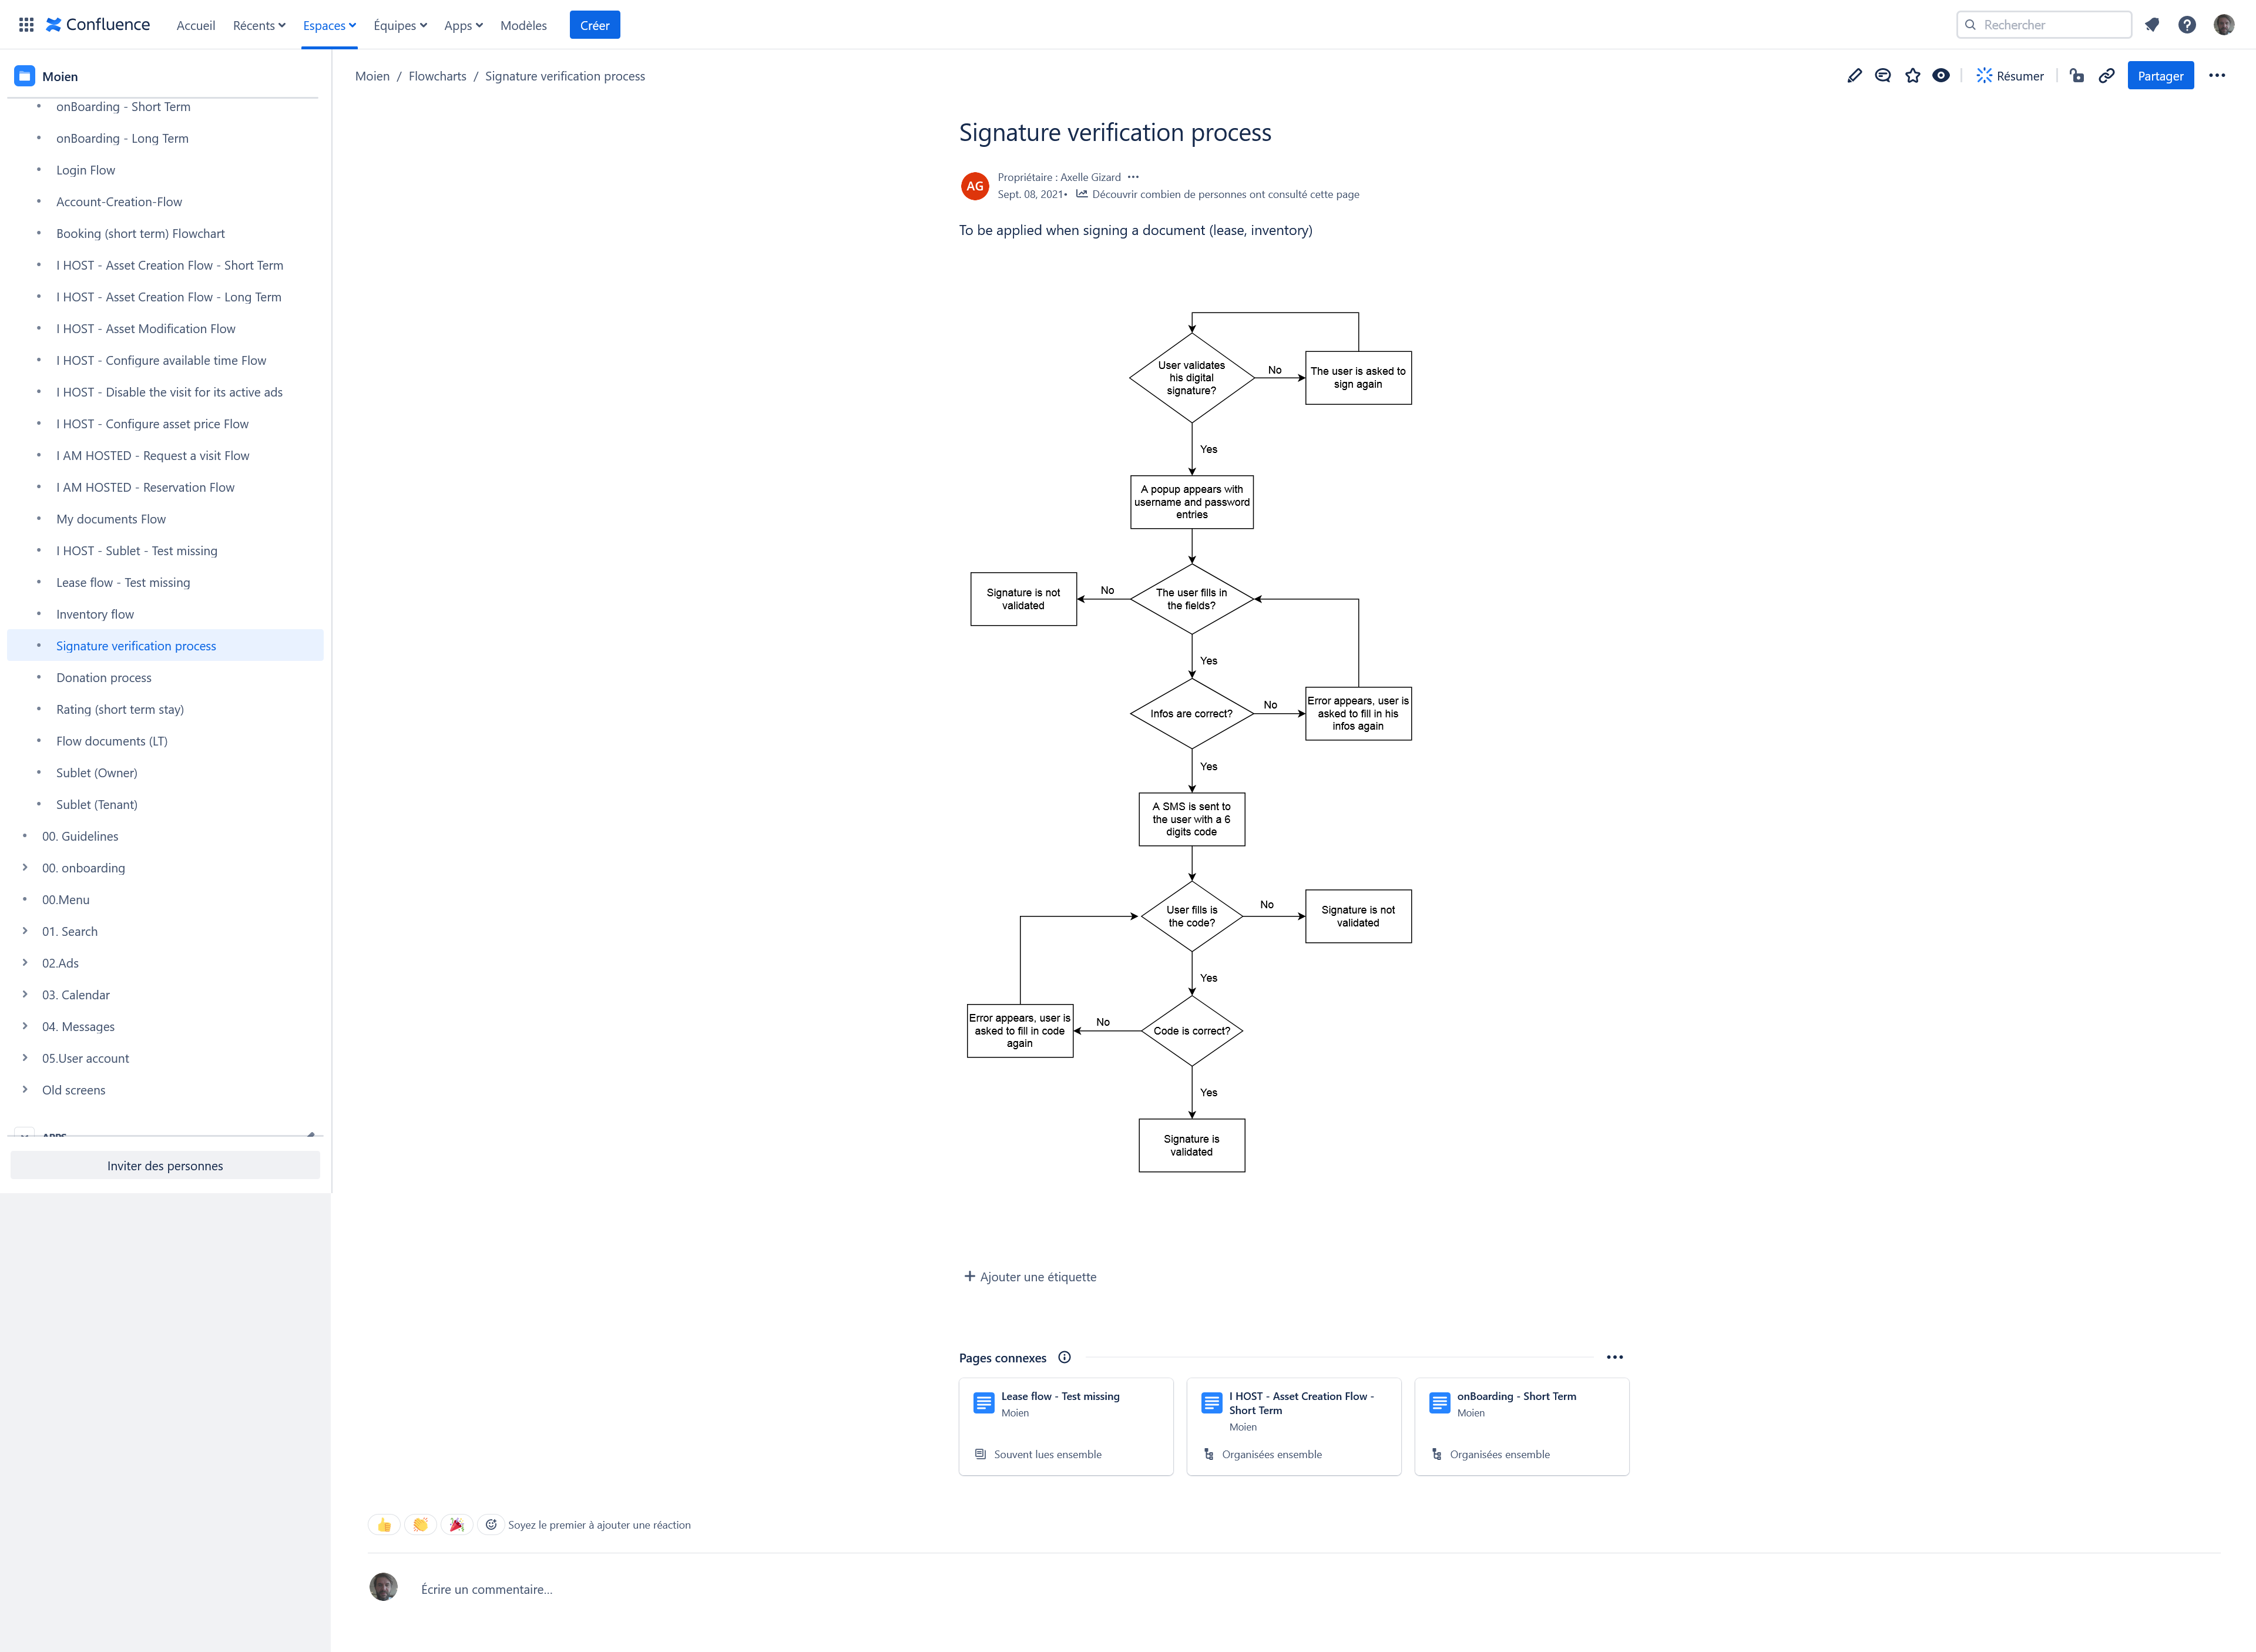 Confluence
Accueil
Récents
Espaces
Équipes
Apps
Modèles
Créer
Rechercher
Moien
onBoarding - Short Term
onBoarding - Long Term
Login Flow
Account-Creation-Flow
Booking (short term) Flowchart
I HOST - Asset Creation Flow - Short Term
I HOST - Asset Creation Flow - Long Term
I HOST - Asset Modification Flow
I HOST - Configure available time Flow
I HOST - Disable the visit for its active ads
I HOST - Configure asset price Flow
I AM HOSTED - Request a visit Flow
I AM HOSTED - Reservation Flow
My documents Flow
I HOST - Sublet - Test missing
Lease flow - Test missing
Inventory flow
Signature verification process
Donation process
Rating (short term stay)
Flow documents (LT)
Sublet (Owner)
Sublet (Tenant)
00. Guidelines
00. onboarding
00.Menu
01. Search
02.Ads
03. Calendar
04. Messages
05.User account
Old screens
APPS
Inviter des personnes
Moien / Flowcharts / Signature verification process
Résumer
Partager
Signature verification process
AG
Propriétaire : Axelle Gizard
Sept. 08, 2021•
Découvrir combien de personnes ont consulté cette page
To be applied when signing a document (lease, inventory)
User validates
his digital
signature?
No
The user is asked to
sign again
Yes
A popup appears with
username and password
entries
Signature is not
validated
No
The user fills in
the fields?
Yes
Infos are correct?
No
Error appears, user is
asked to fill in his
infos again
Yes
A SMS is sent to
the user with a 6
digits code
User fills is
the code?
No
Signature is not
validated
Yes
Error appears, user is
asked to fill in code
again
No
Code is correct?
Yes
Signature is
validated
Ajouter une étiquette
Pages connexes
Lease flow - Test missing
Moien
Souvent lues ensemble
I HOST - Asset Creation Flow -
Short Term
Moien
Organisées ensemble
onBoarding - Short Term
Moien
Organisées ensemble
Soyez le premier à ajouter une réaction
Écrire un commentaire...